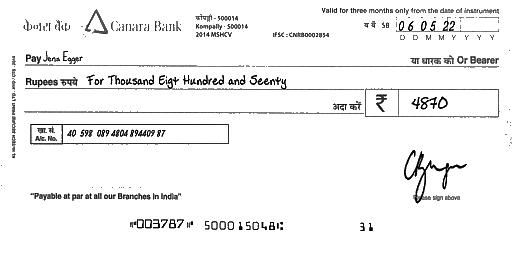 केनरा बैंक Canara Bank
कोंपल्ली - 500014
Kompally - 500014
2014 MSHCV
IFSC : CNRB0002854
Valid for three months only from the date of instrument
SB 06 05 22
D D M M Y Y Y Y
Pay Jens Egger या धारक को Or Bearer
Rupees रुपये For Thousand Eigt Hundred and Seenty
अदा करें ₹ 4870
खा. सं.
A/c. No. 40 598 089 4804 894409 87
"Payable at par at all our Branches in India"
Please sign above
⑈003787⑈ 500015048⑆ 31